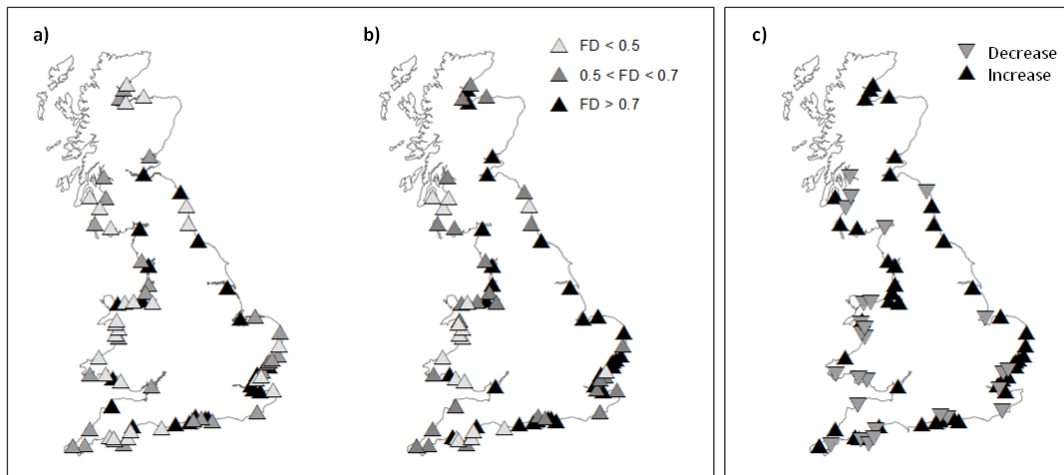 a)
b)
FD < 0.5
0.5 < FD < 0.7
FD > 0.7
c)
Decrease
Increase